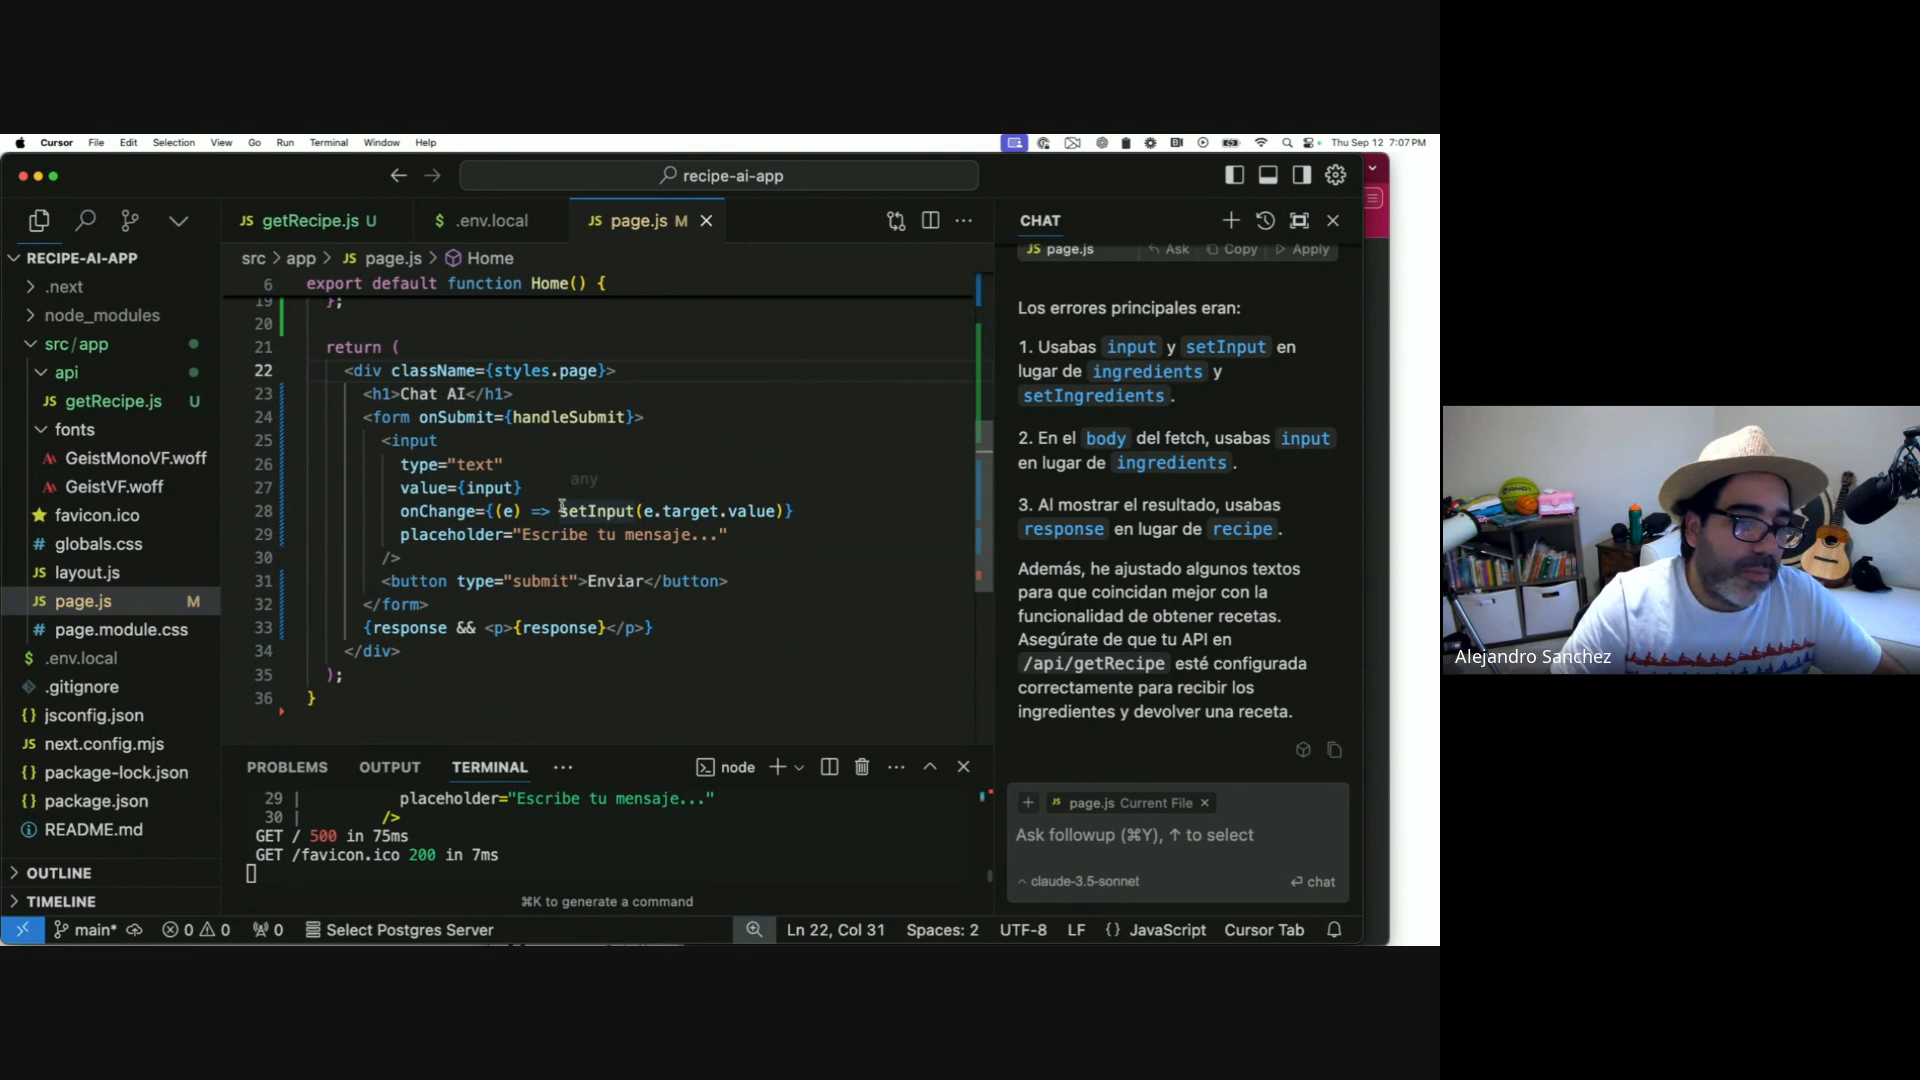 Cursor File Edit Selection View Go Run Terminal Window Help
Thu Sep 12 7:07 PM
recipe-ai-app
RECIPE-AI-APP
.next
node_modules
src/app
api
getRecipe.js U
fonts
GeistMonoVF.woff
GeistVF.woff
favicon.ico
globals.css
layout.js
page.js M
page.module.css
.env.local
.gitignore
jsconfig.json
next.config.mjs
package-lock.json
package.json
README.md
OUTLINE
TIMELINE
JS getRecipe.js U $ .env.local JS page.js M
src > app > JS page.js > Home
6 export default function Home() {
19 };
20
21 return (
22 <div className={styles.page}>
23 <h1>Chat AI</h1>
24 <form onSubmit={handleSubmit}>
25 <input
26 type="text"
any
27 value={input}
28 onChange={(e) => setInput(e.target.value)}
29 placeholder="Escribe tu mensaje..."
30 />
31 <button type="submit">Enviar</button>
32 </form>
33 {response && <p>{response}</p>}
34 </div>
35 );
36 }
PROBLEMS OUTPUT TERMINAL ... node
29 | placeholder="Escribe tu mensaje..."
30 | />
GET / 500 in 75ms
GET /favicon.ico 200 in 7ms
⌘K to generate a command
CHAT
JS page.js Ask Copy Apply
Los errores principales eran:
1. Usabas input y setInput en
lugar de ingredients y
setIngredients .
2. En el body del fetch, usabas input
en lugar de ingredients .
3. Al mostrar el resultado, usabas
response en lugar de recipe .
Además, he ajustado algunos textos
para que coincidan mejor con la
funcionalidad de obtener recetas.
Asegúrate de que tu API en
/api/getRecipe esté configurada
correctamente para recibir los
ingredientes y devolver una receta.
JS page.js Current File
Ask followup (⌘Y), ↑ to select
claude-3.5-sonnet
chat
main* 0 0 0 Select Postgres Server Ln 22, Col 31 Spaces: 2 UTF-8 LF {} JavaScript Cursor Tab
Alejandro Sanchez